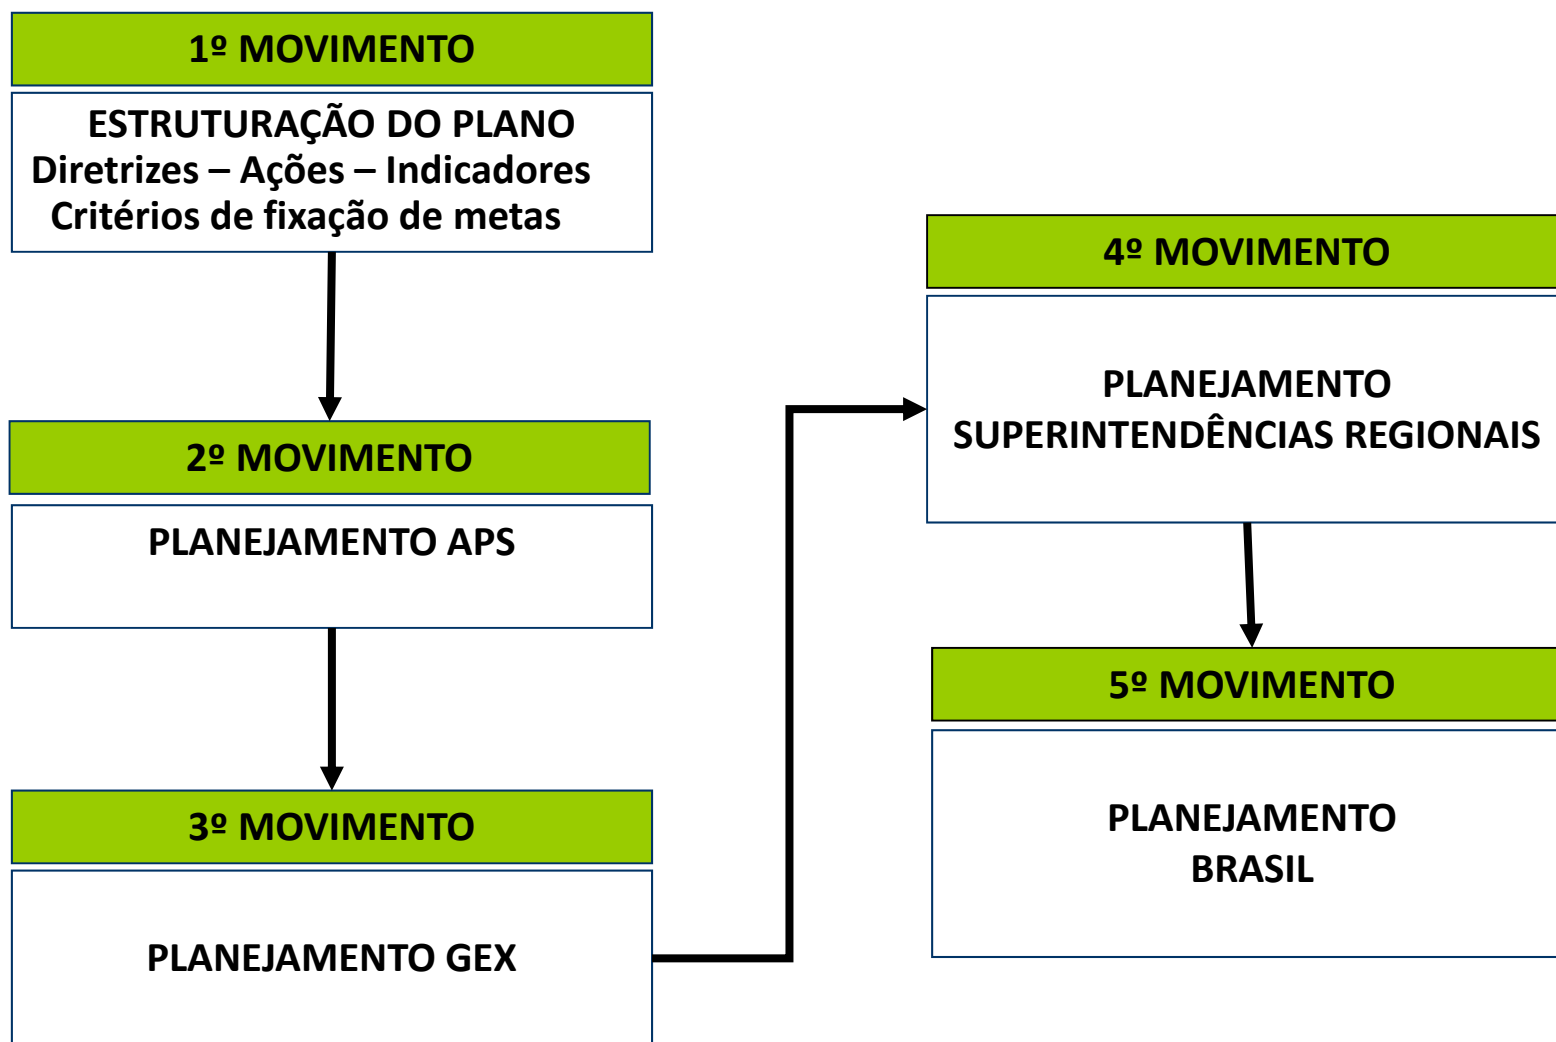 1º MOVIMENTO
ESTRUTURAÇÃO DO PLANO
Diretrizes – Ações – Indicadores
Critérios de fixação de metas
2º MOVIMENTO
PLANEJAMENTO APS
3º MOVIMENTO
PLANEJAMENTO GEX
4º MOVIMENTO
PLANEJAMENTO
SUPERINTENDÊNCIAS REGIONAIS
5º MOVIMENTO
PLANEJAMENTO
BRASIL